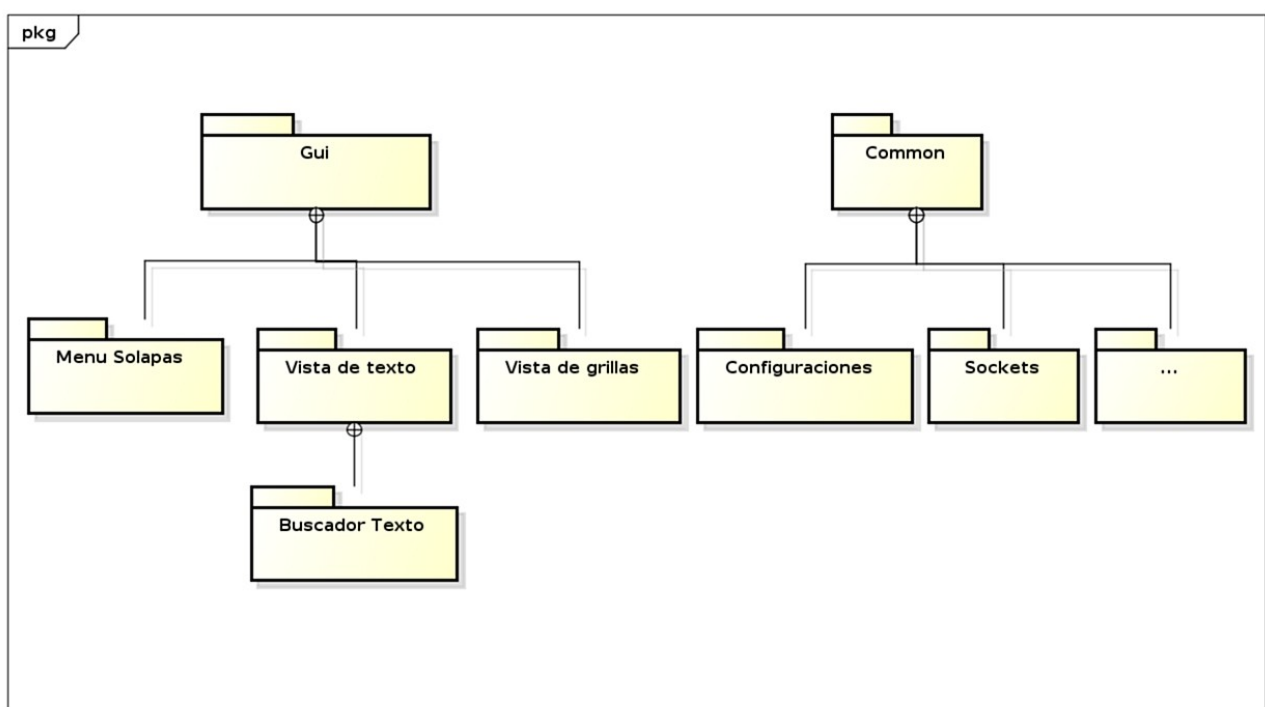 pkg
Gui
Common
Menu Solapas
Vista de texto
Vista de grillas
Configuraciones
Sockets
...
Buscador Texto